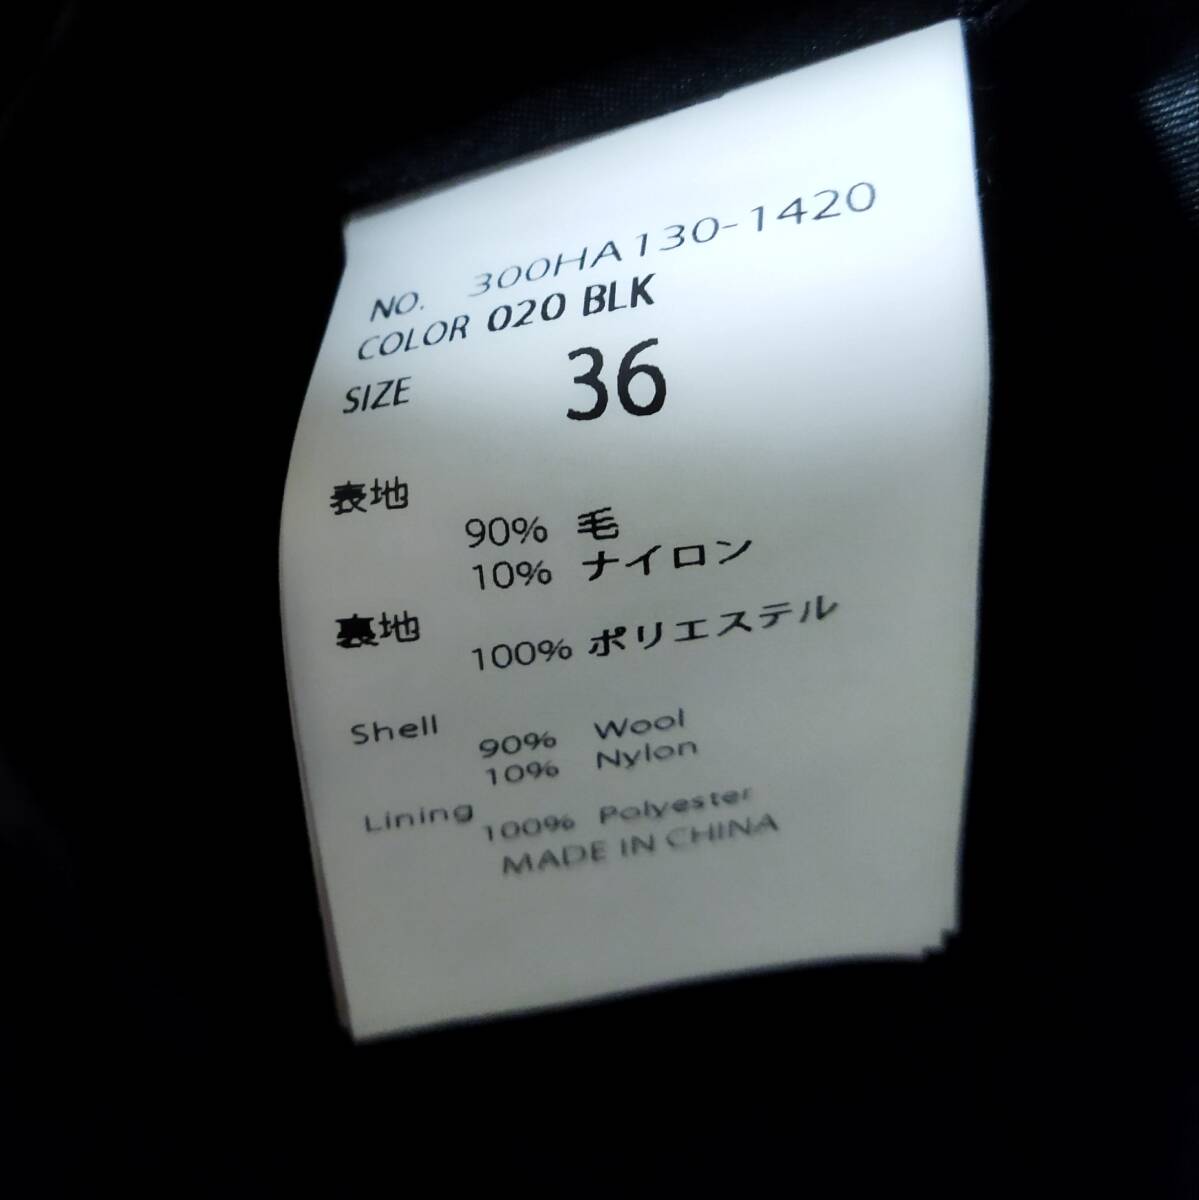 NO. 300HA130-1420
COLOR 020 BLK
SIZE 36
表地
90% 毛
10% ナイロン
裏地
100% ポリエステル
Shell
90% Wool
10% Nylon
Lining
100% Polyester
MADE IN CHINA